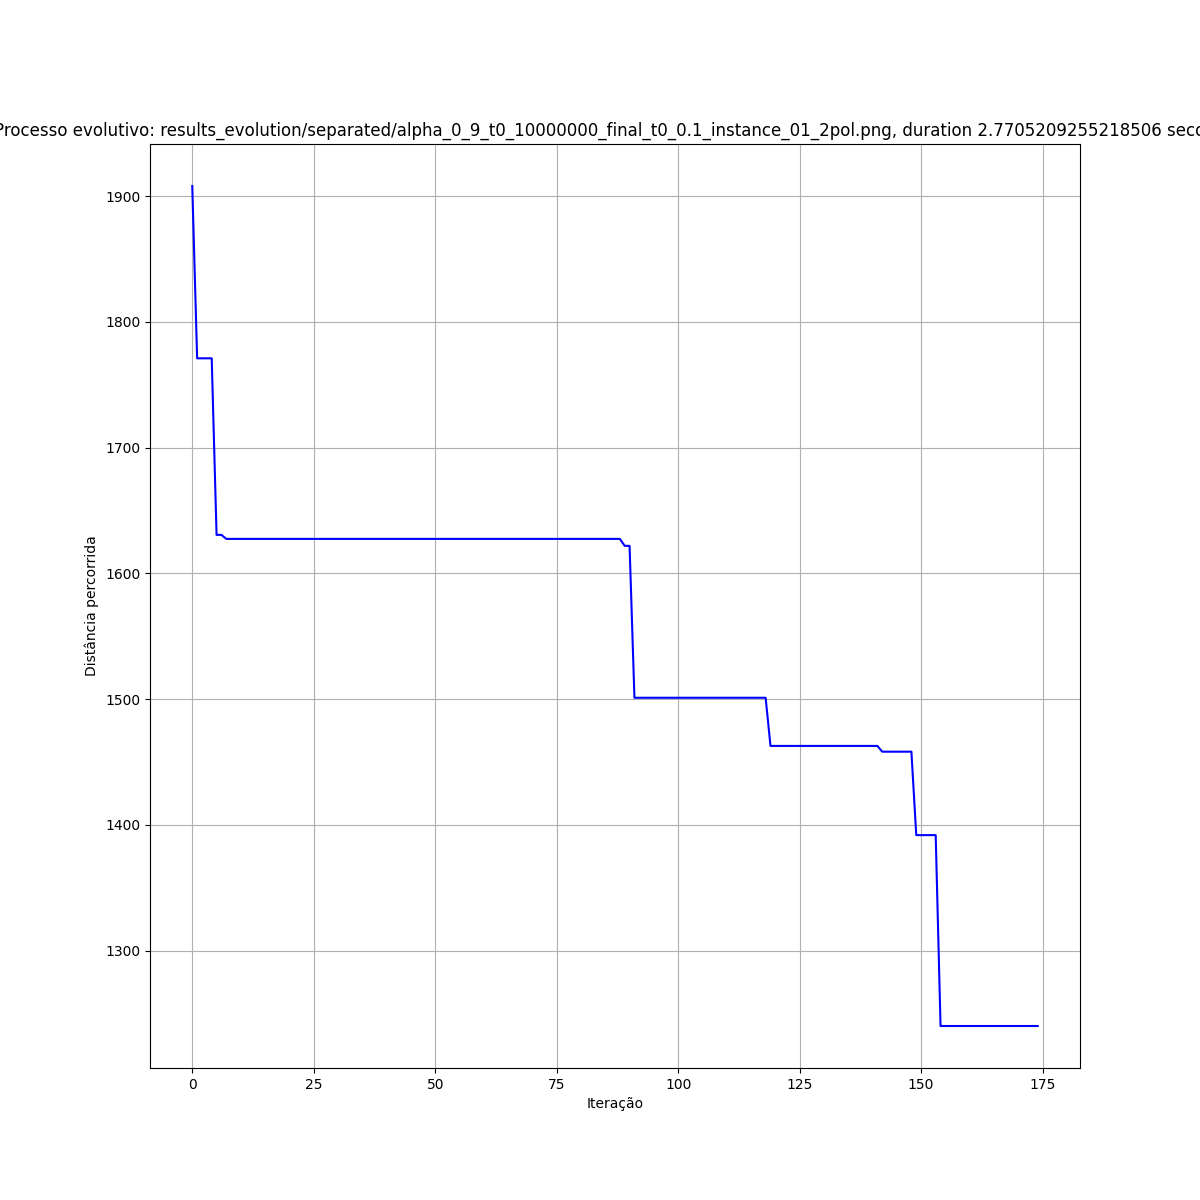 Processo evolutivo: results_evolution/separated/alpha_0_9_t0_10000000_final_t0_0.1_instance_01_2pol.png, duration 2.7705209255218506
1900
1800
1700
1600
1500
1400
1300
Distância percorrida
0 25 50 75 100 125 150 175
Iteração